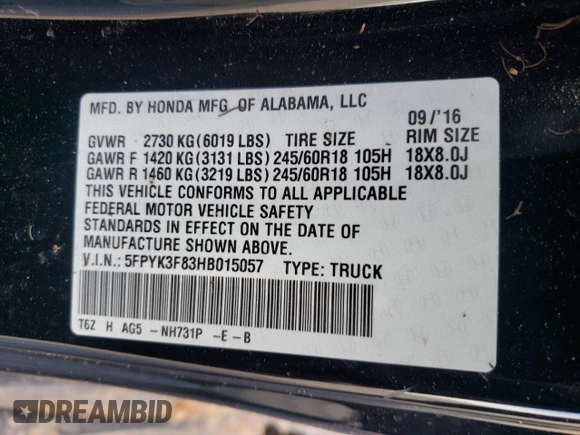 MFD. BY HONDA MFG. OF ALABAMA, LLC
09/'16
GVWR 2730 KG(6019 LBS) TIRE SIZE RIM SIZE
GAWR F 1420 KG(3131 LBS)245/60R18 105H 18X8.0J
GAWR R 1460 KG(3219 LBS)245/60R18 105H 18X8.0J
THIS VEHICLE CONFORMS TO ALL APPLICABLE
FEDERAL MOTOR VEHICLE SAFETY
STANDARDS IN EFFECT ON THE DATE OF
MANUFACTURE SHOWN ABOVE.
V.I.N.: 5FPYK3F83HB015057 TYPE: TRUCK
T6Z H AG5 -NH731P -E -B
DREAMBID